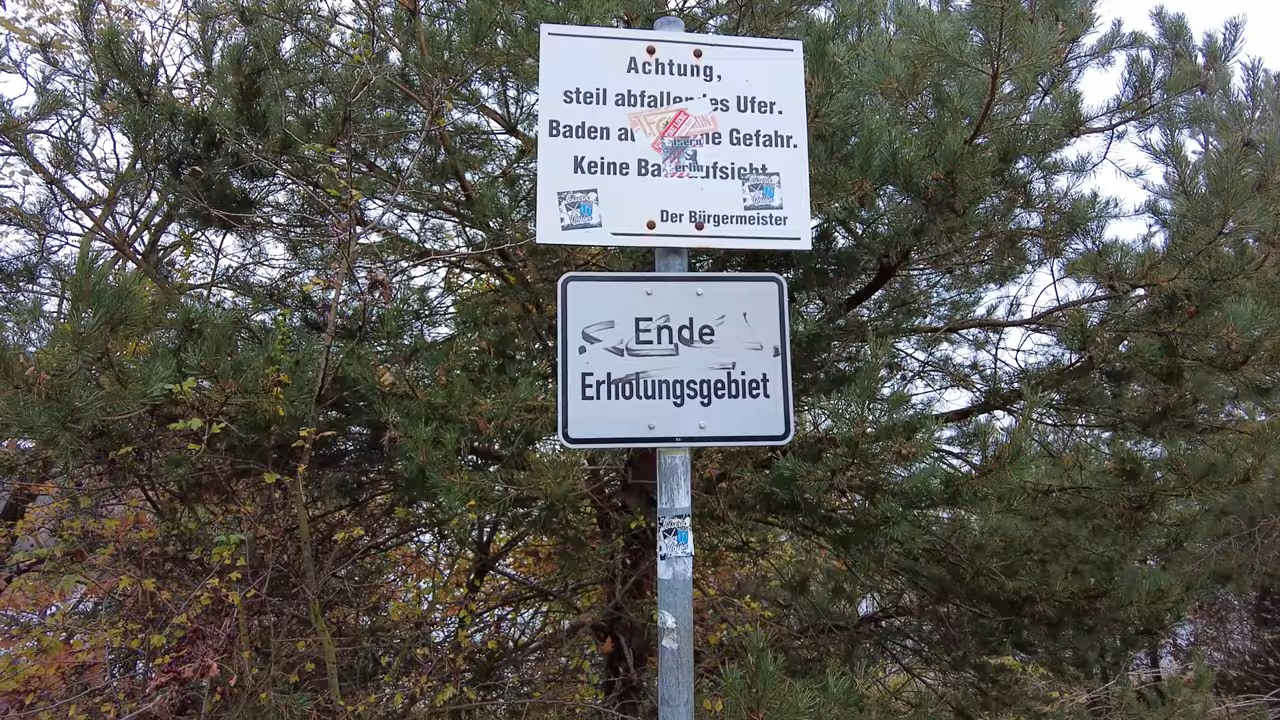 Achtung,
steil abfallendes Ufer.
Baden auf eigene Gefahr.
Keine Badeaufsicht
Der Bürgermeister
Ende
Erholungsgebiet